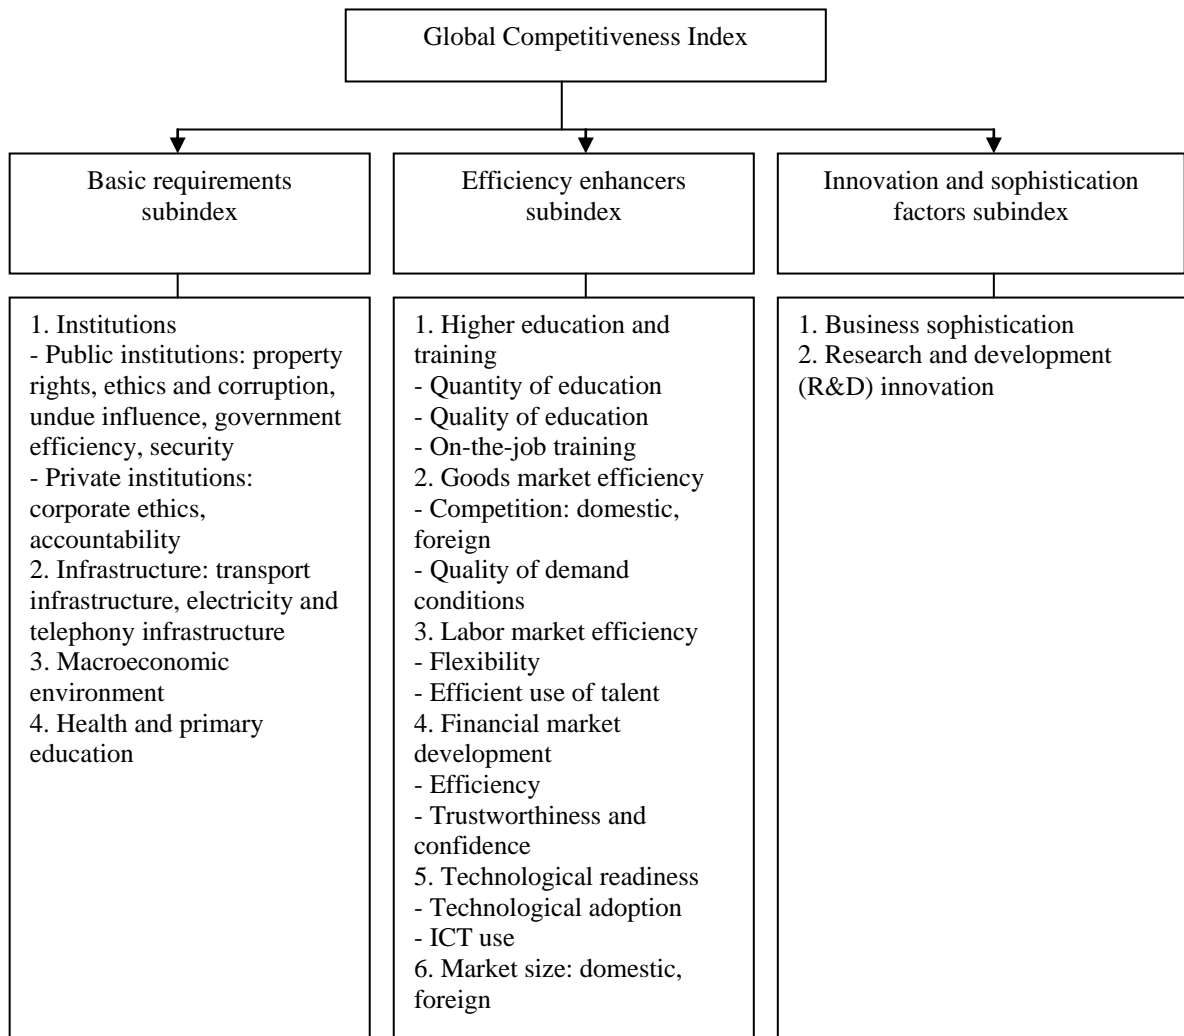 Global Competitiveness Index
Basic requirements
subindex
Efficiency enhancers
subindex
Innovation and sophistication
factors subindex
1. Institutions
- Public institutions: property
rights, ethics and corruption,
undue influence, government
efficiency, security
- Private institutions:
corporate ethics,
accountability
2. Infrastructure: transport
infrastructure, electricity and
telephony infrastructure
3. Macroeconomic
environment
4. Health and primary
education
1. Higher education and
training
- Quantity of education
- Quality of education
- On-the-job training
2. Goods market efficiency
- Competition: domestic,
foreign
- Quality of demand
conditions
3. Labor market efficiency
- Flexibility
- Efficient use of talent
4. Financial market
development
- Efficiency
- Trustworthiness and
confidence
5. Technological readiness
- Technological adoption
- ICT use
6. Market size: domestic,
foreign
1. Business sophistication
2. Research and development
(R&D) innovation